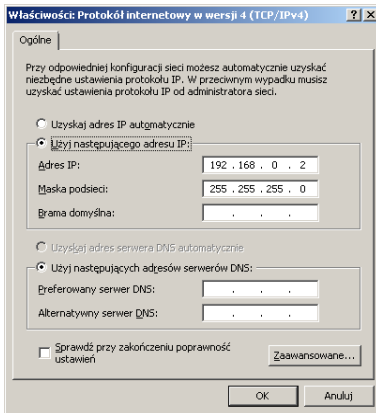 Właściwości: Protokół internetowy w wersji 4 (TCP/IPv4)
Ogólne
Przy odpowiedniej konfiguracji sieci możesz automatycznie uzyskać
niezbędne ustawienia protokołu IP. W przeciwnym wypadku musisz
uzyskać ustawienia protokołu IP od administratora sieci.
Uzyskaj adres IP automatycznie
Użyj następującego adresu IP:
Adres IP: 192 . 168 . 0 . 2
Maska podsieci: 255 . 255 . 255 . 0
Brama domyślna: . . .
Uzyskaj adres serwera DNS automatycznie
Użyj następujących adresów serwerów DNS:
Preferowany serwer DNS: . . .
Alternatywny serwer DNS: . . .
Sprawdź przy zakończeniu poprawność
ustawień
Zaawansowane...
OK Anuluj